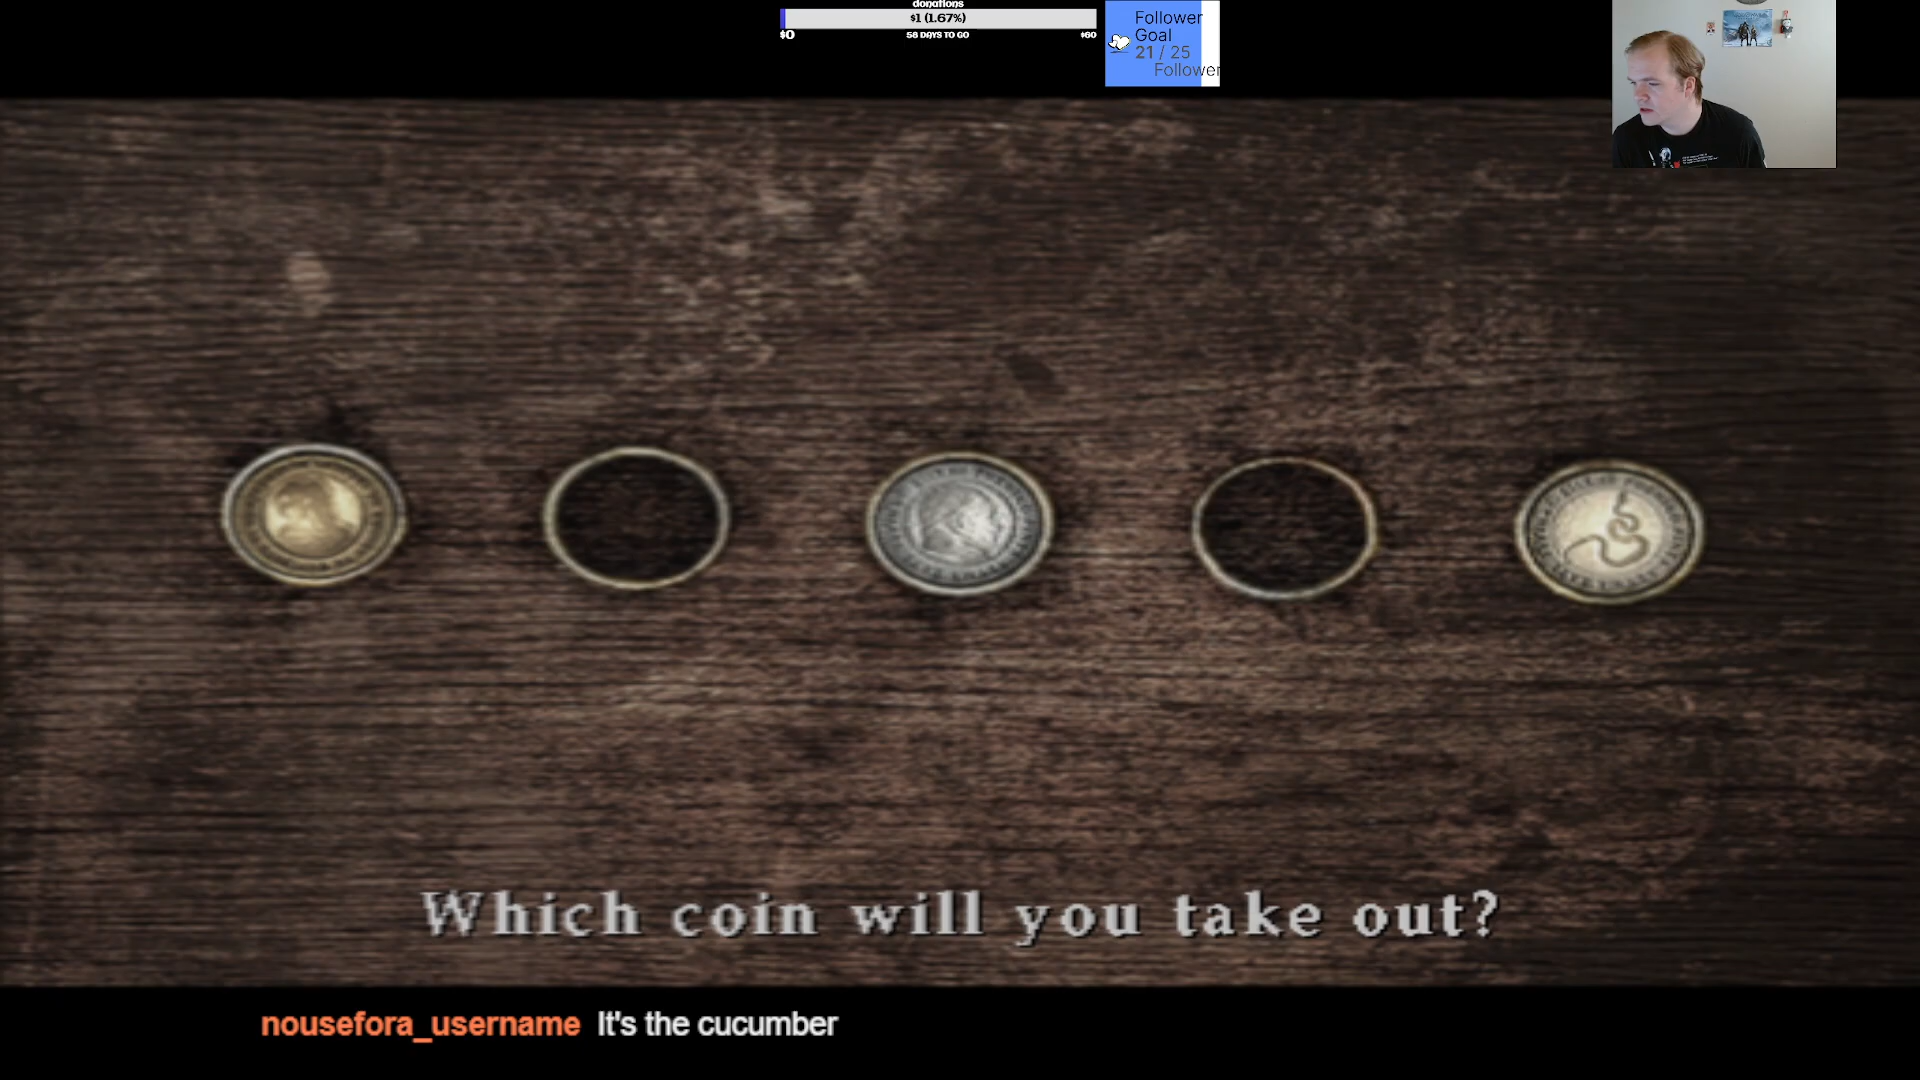 donations
$1 (1.67%)
$0
58 DAYS TO GO
$60
Follower
Goal
21 / 25
Follower
Which coin will you take out?
nousefora_username It's the cucumber